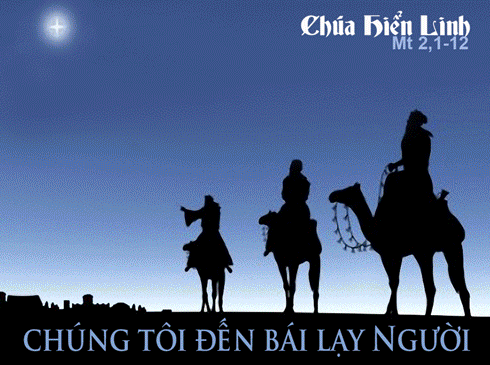 Chúa Hiển Linh
Mt 2,1-12
CHÚNG TÔI ĐẾN BÁI LẠY NGƯỜI